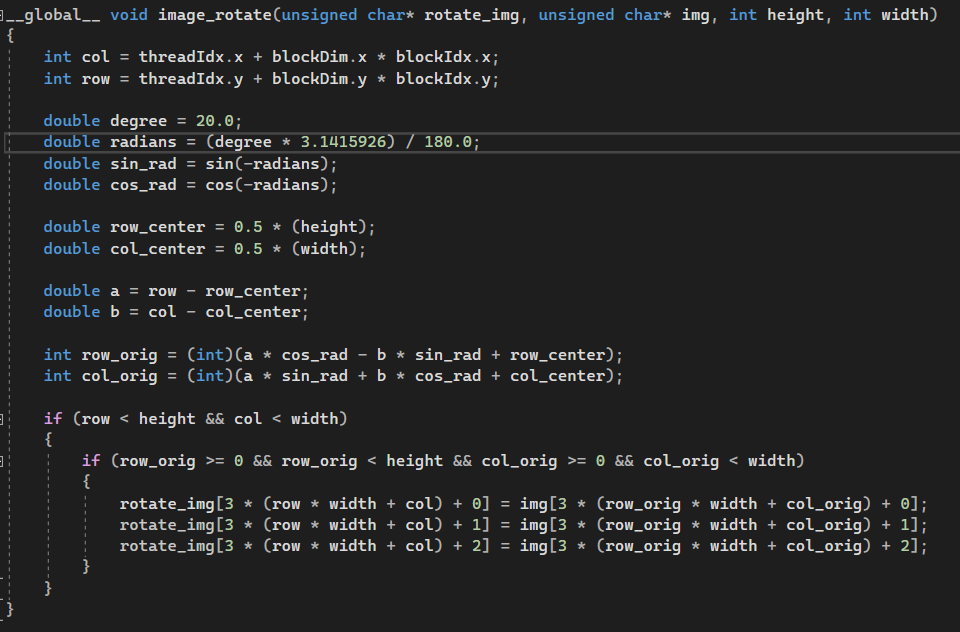 __global__ void image_rotate(unsigned char* rotate_img, unsigned char* img, int height, int width)
{
int col = threadIdx.x + blockDim.x * blockIdx.x;
int row = threadIdx.y + blockDim.y * blockIdx.y;
double degree = 20.0;
double radians = (degree * 3.1415926) / 180.0;
double sin_rad = sin(-radians);
double cos_rad = cos(-radians);
double row_center = 0.5 * (height);
double col_center = 0.5 * (width);
double a = row - row_center;
double b = col - col_center;
int row_orig = (int)(a * cos_rad - b * sin_rad + row_center);
int col_orig = (int)(a * sin_rad + b * cos_rad + col_center);
if (row < height && col < width)
{
if (row_orig >= 0 && row_orig < height && col_orig >= 0 && col_orig < width)
{
rotate_img[3 * (row * width + col) + 0] = img[3 * (row_orig * width + col_orig) + 0];
rotate_img[3 * (row * width + col) + 1] = img[3 * (row_orig * width + col_orig) + 1];
rotate_img[3 * (row * width + col) + 2] = img[3 * (row_orig * width + col_orig) + 2];
}
}
}